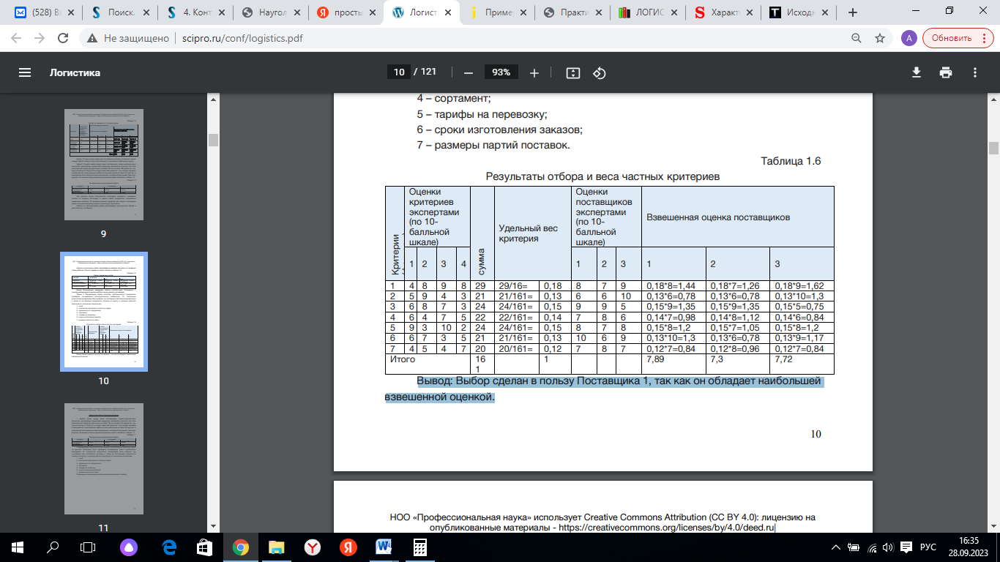 (528) В
Поиск.
4. Конт
Наугол
просты
Логист
Приме
Практи
ЛОГИС
Характ
Исходн
Не защищено | scipro.ru/conf/logistics.pdf
А
Обновить
Логистика
10 / 121
93%
9
10
11
4 – сортамент;
5 – тарифы на перевозку;
6 – сроки изготовления заказов;
7 – размеры партий поставок.
Таблица 1.6
Результаты отбора и веса частных критериев
Критерии
Оценки критериев экспертами (по 10-балльной шкале)
сумма
Удельный вес критерия
Оценки поставщиков экспертами (по 10-балльной шкале)
Взвешенная оценка поставщиков
1 2 3 4 1 2 3 1 2 3
1 4 8 9 8 29 29/16= 0,18 8 7 9 0,18*8=1,44 0,18*7=1,26 0,18*9=1,62
2 5 9 4 3 21 21/161= 0,13 6 6 10 0,13*6=0,78 0,13*6=0,78 0,13*10=1,3
3 6 8 7 3 24 24/161= 0,15 9 9 5 0,15*9=1,35 0,15*9=1,35 0,15*5=0,75
4 6 4 7 5 22 22/161= 0,14 7 8 6 0,14*7=0,98 0,14*8=1,12 0,14*6=0,84
5 9 3 10 2 24 24/161= 0,15 8 7 8 0,15*8=1,2 0,15*7=1,05 0,15*8=1,2
6 6 7 3 5 21 21/161= 0,13 10 6 9 0,13*10=1,3 0,13*6=0,78 0,13*9=1,17
7 4 5 4 7 20 20/161= 0,12 7 8 7 0,12*7=0,84 0,12*8=0,96 0,12*7=0,84
Итого 161 1 7,89 7,3 7,72
Вывод: Выбор сделан в пользу Поставщика 1, так как он обладает наибольшей
взвешенной оценкой.
10
НОО «Профессиональная наука» использует Creative Commons Attribution (CC BY 4.0): лицензию на
опубликованные материалы - https://creativecommons.org/licenses/by/4.0/deed.ru
РУС
16:35
28.09.2023